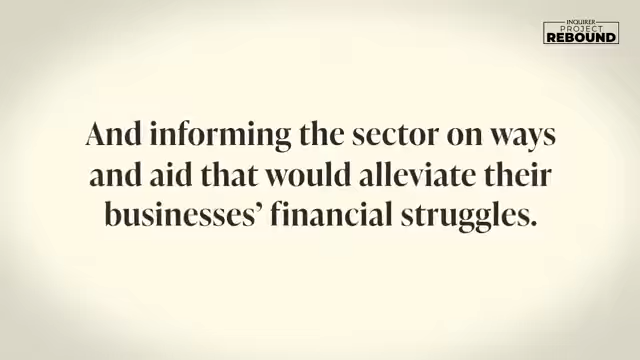 INQUIRER
PROJECT
REBOUND
And informing the sector on ways
and aid that would alleviate their
businesses’ financial struggles.